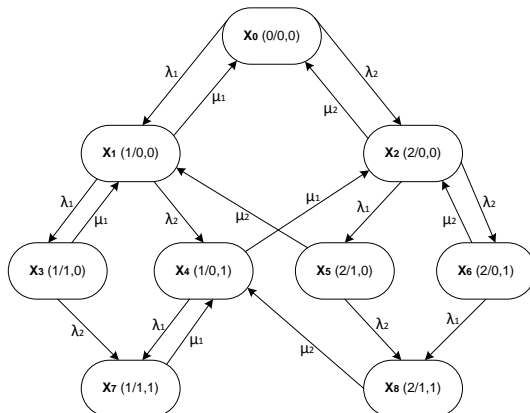 X0 (0/0,0)
λ1
λ2
μ1
μ2
X1 (1/0,0)
X2 (2/0,0)
λ1
μ1
λ2
μ2
μ1
λ1
μ2
λ2
X3 (1/1,0)
X4 (1/0,1)
X5 (2/1,0)
X6 (2/0,1)
λ2
λ1
μ1
μ2
λ2
λ1
X7 (1/1,1)
X8 (2/1,1)